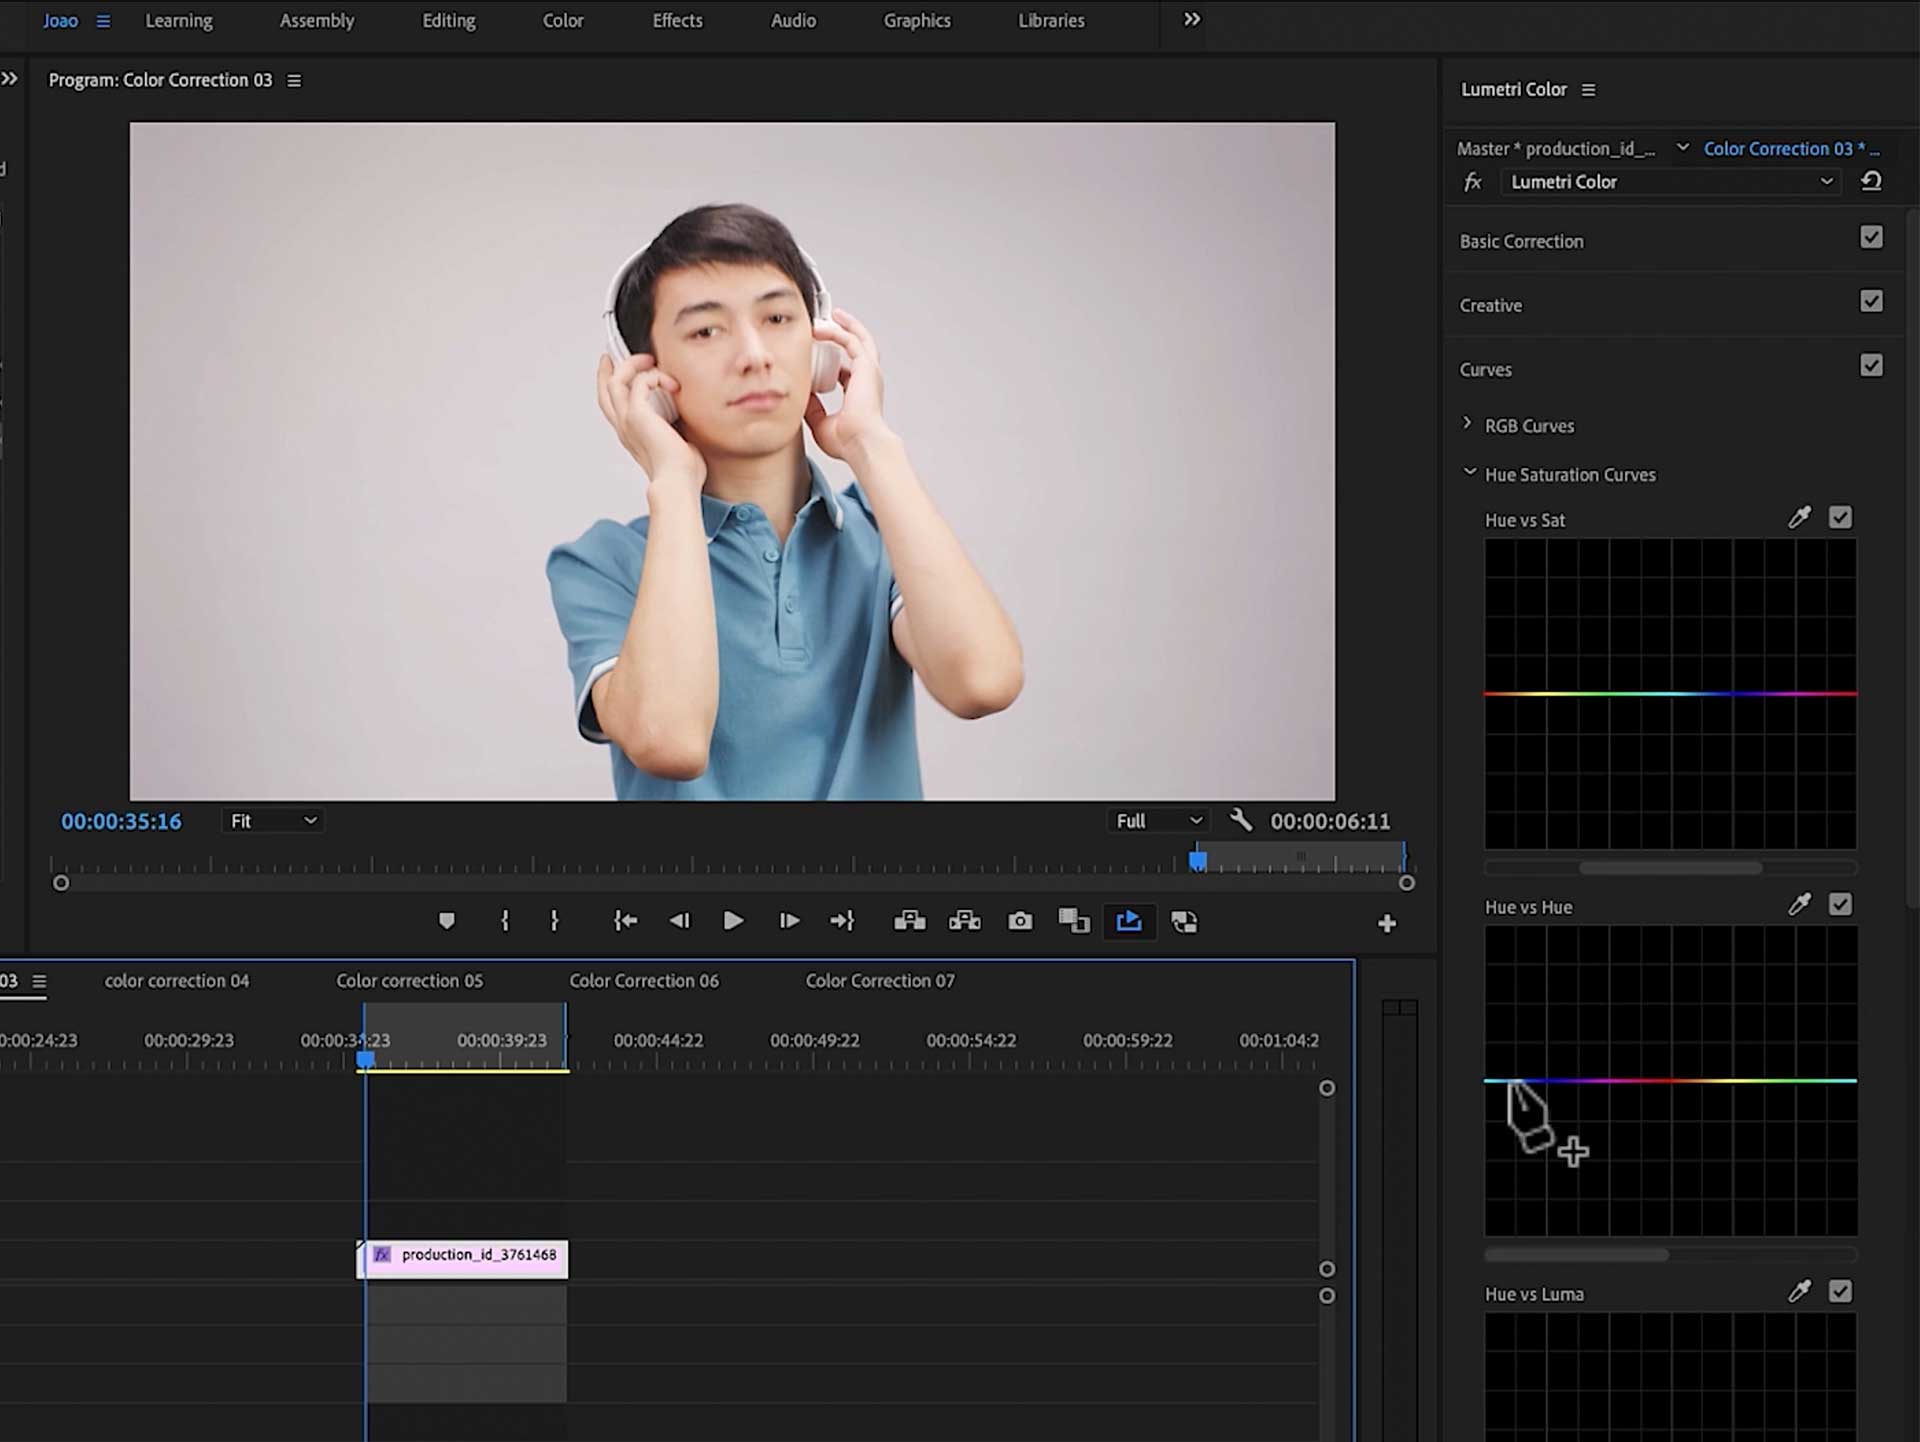 Joao
Learning
Assembly
Editing
Color
Effects
Audio
Graphics
Libraries
Program: Color Correction 03
00:00:35:16
Fit
Full
00:00:06:11
03
color correction 04
Color correction 05
Color Correction 06
Color Correction 07
0:00:24:23
00:00:29:23
00:00:34:23
00:00:39:23
00:00:44:22
00:00:49:22
00:00:54:22
00:00:59:22
00:01:04:2
fx production_id_3761468
Lumetri Color
Master * production_id_...
Color Correction 03 * ...
fx Lumetri Color
Basic Correction
Creative
Curves
RGB Curves
Hue Saturation Curves
Hue vs Sat
Hue vs Hue
Hue vs Luma